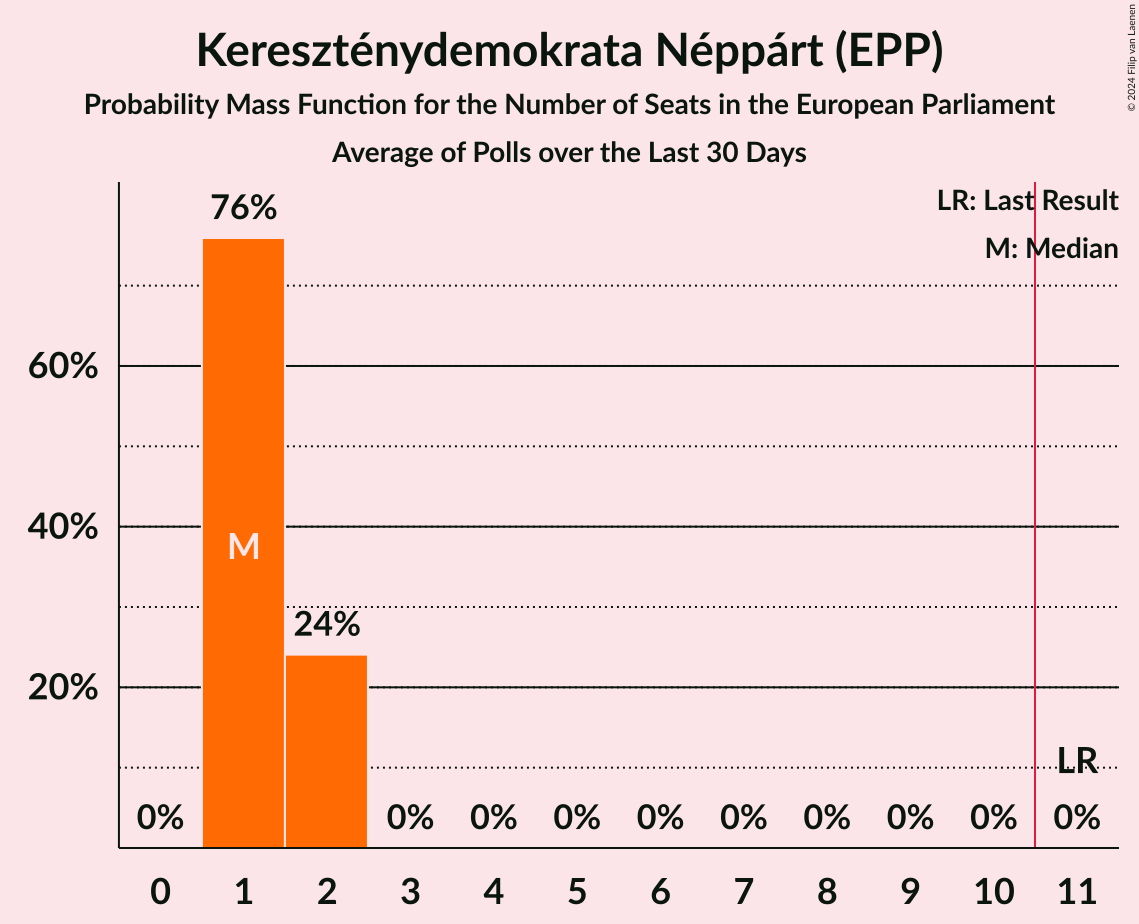 Kereszténydemokrata Néppárt (EPP)
Probability Mass Function for the Number of Seats in the European Parliament
Average of Polls over the Last 30 Days
© 2024 Filip van Laenen
LR: Last Result
M: Median
76%
60%
40%
M
24%
20%
LR
0% 0% 0% 0% 0% 0% 0% 0% 0% 0%
0 1 2 3 4 5 6 7 8 9 10 11